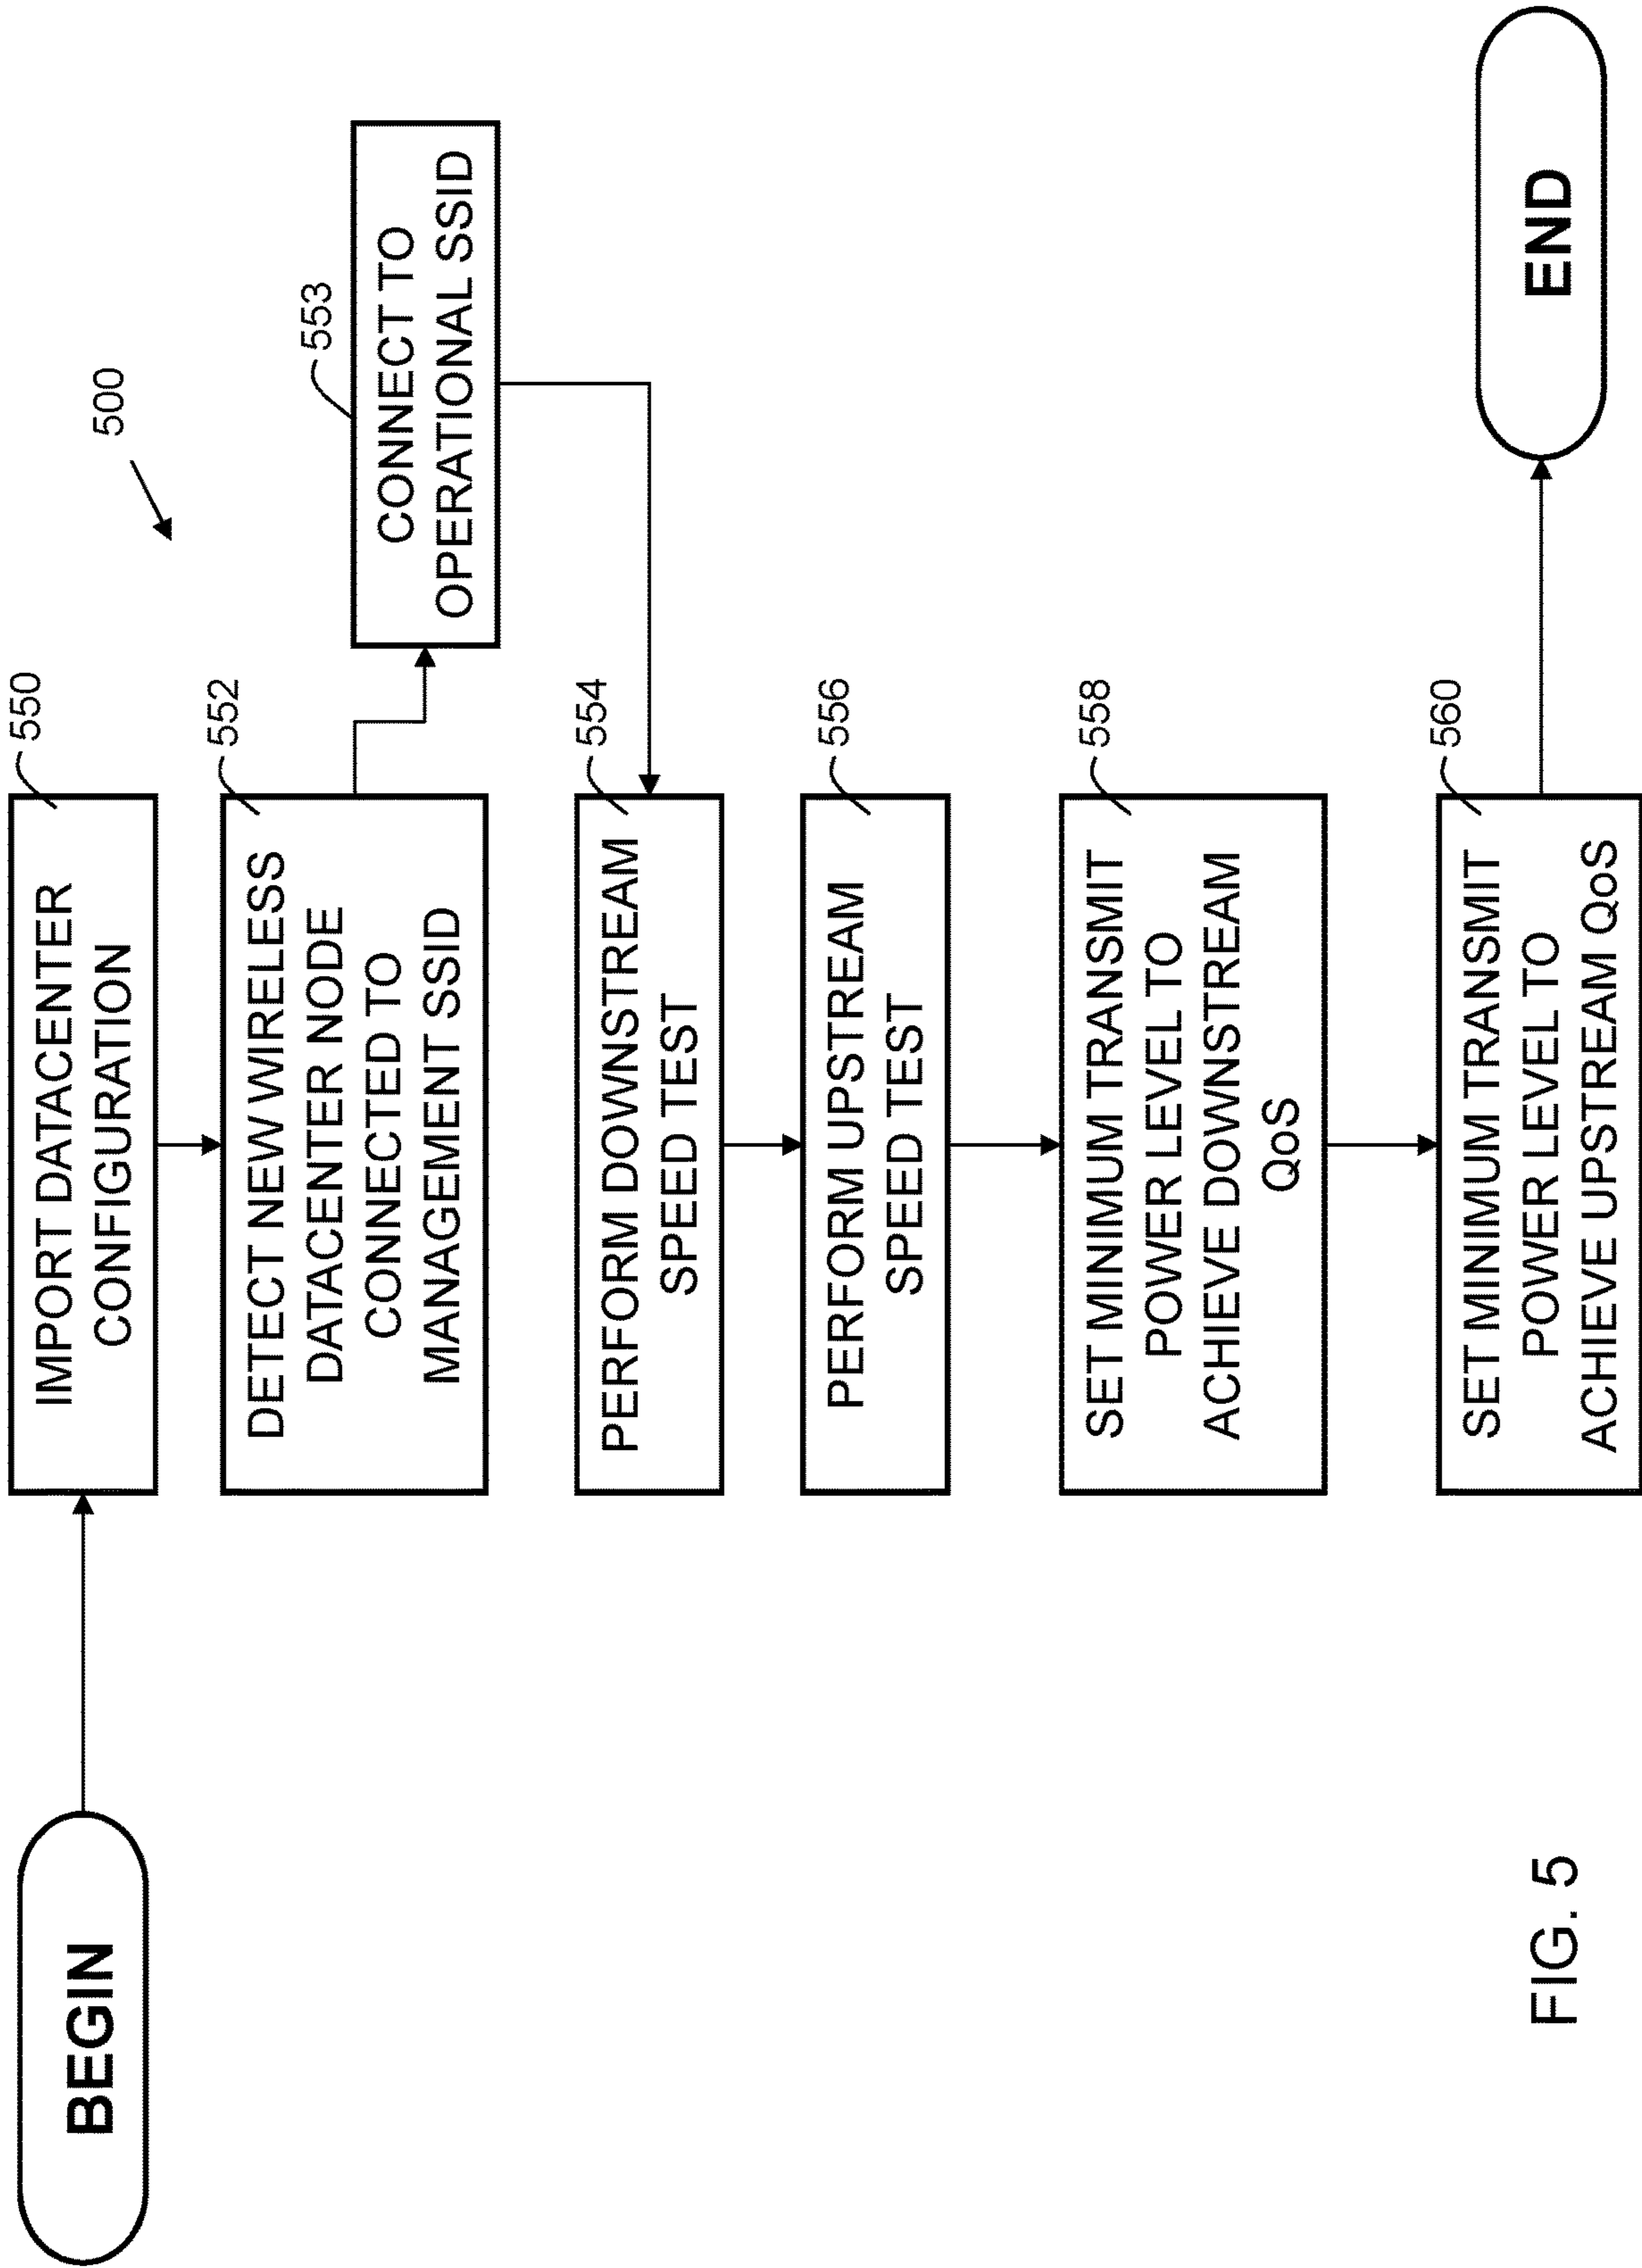 500
BEGIN
550
IMPORT DATACENTER
CONFIGURATION
552
DETECT NEW WIRELESS
DATACENTER NODE
CONNECTED TO
MANAGEMENT SSID
553
CONNECT TO
OPERATIONAL SSID
554
PERFORM DOWNSTREAM
SPEED TEST
556
PERFORM UPSTREAM
SPEED TEST
558
SET MINIMUM TRANSMIT
POWER LEVEL TO
ACHIEVE DOWNSTREAM
QoS
560
SET MINIMUM TRANSMIT
POWER LEVEL TO
ACHIEVE UPSTREAM QoS
END
FIG. 5